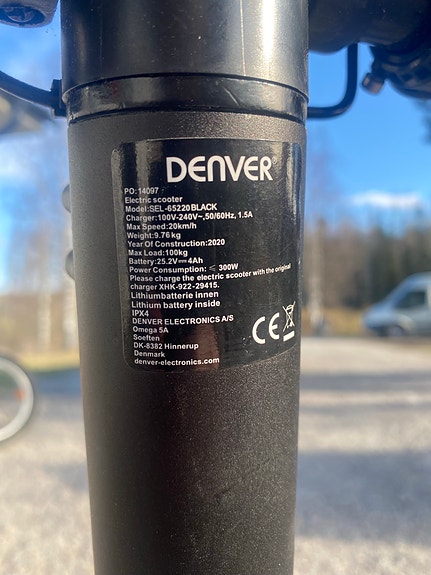 DENVER®
PO: 14097
Electric scooter
Model:SEL-65220BLACK
Charger:100V-240V~,50/60Hz, 1.5A
Max Speed:20km/h
Weight:9.76kg
Year Of Construction:2020
Max Load:100kg
Battery:25.2V⎓4Ah
Power Consumption: ≤ 300W
Please charge the electric scooter with the original
charger XHK-922-29415.
Lithiumbatterie innen
Lithium battery inside
IPX4
DENVER ELECTRONICS A/S
Omega 5A
Soeften
DK-8382 Hinnerup
Denmark
denver-electronics.com
CE